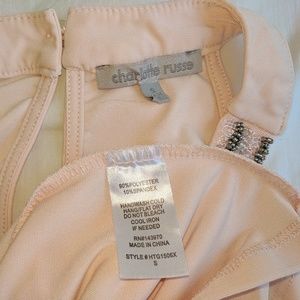 charlotte russe
S
90%POLYESTER
10%SPANDEX
HANDWASH COLD
HANG/FLAT DRY
DO NOT BLEACH
COOL IRON
IF NEEDED
RN#143970
MADE IN CHINA
STYLE#HTG1506X
S